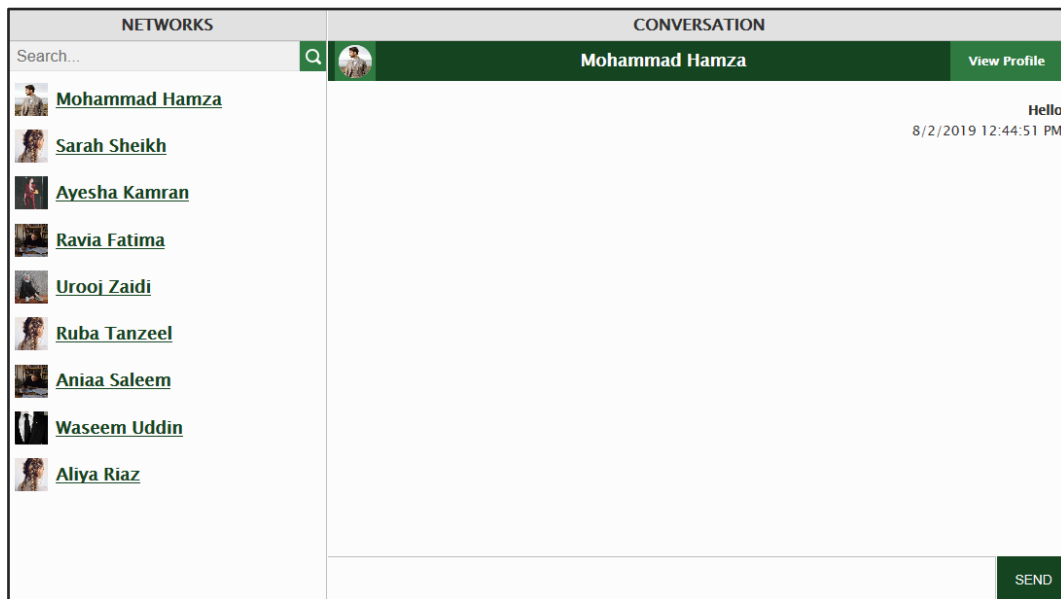 NETWORKS
Search...
Mohammad Hamza
Sarah Sheikh
Ayesha Kamran
Ravia Fatima
Urooj Zaidi
Ruba Tanzeel
Aniaa Saleem
Waseem Uddin
Aliya Riaz
CONVERSATION
Mohammad Hamza
View Profile
Hello
8/2/2019 12:44:51 PM
SEND